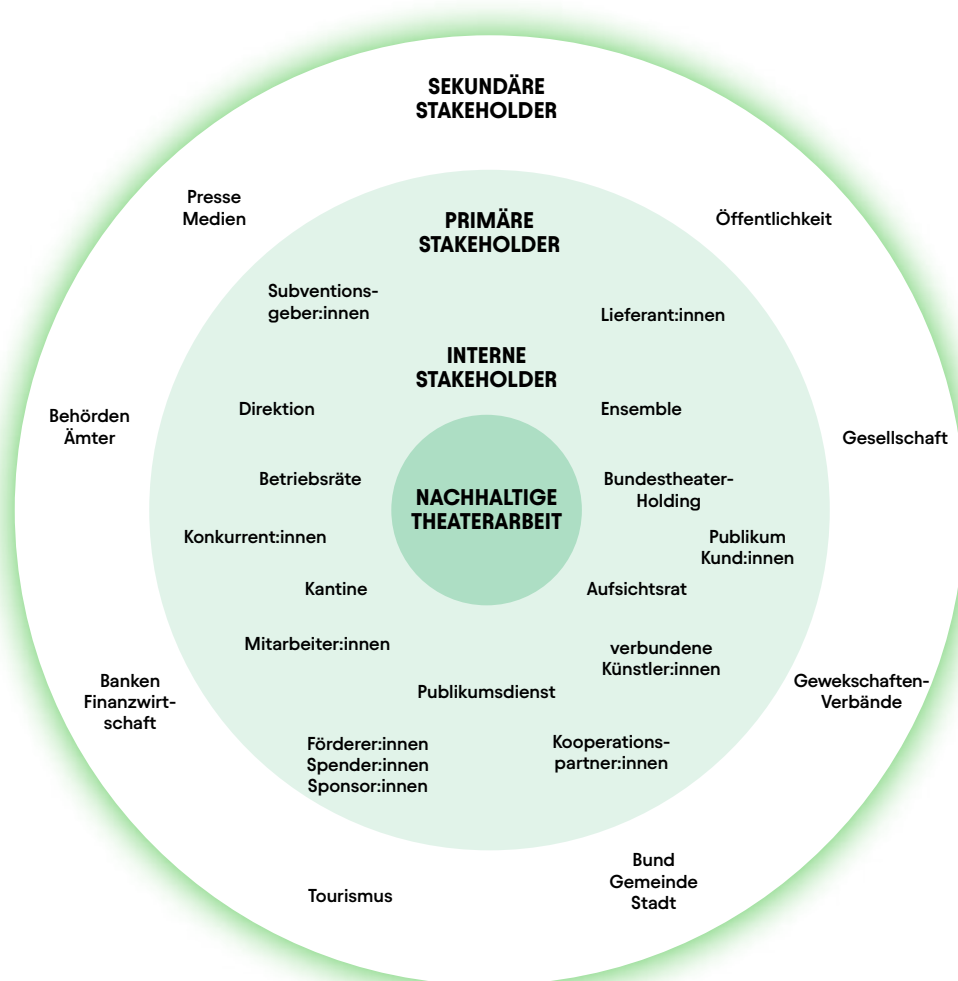 SEKUNDÄRE
STAKEHOLDER
Presse
Medien
Öffentlichkeit
PRIMÄRE
STAKEHOLDER
Subventions-
geber:innen
Lieferant:innen
INTERNE
STAKEHOLDER
Direktion
Ensemble
Behörden
Ämter
Gesellschaft
Betriebsräte
Bundestheater-
Holding
NACHHALTIGE
THEATERARBEIT
Konkurrent:innen
Publikum
Kund:innen
Kantine
Aufsichtsrat
Mitarbeiter:innen
verbundene
Künstler:innen
Banken
Finanzwirt-
schaft
Publikumsdienst
Gewekschaften-
Verbände
Förderer:innen
Spender:innen
Sponsor:innen
Kooperations-
partner:innen
Tourismus
Bund
Gemeinde
Stadt